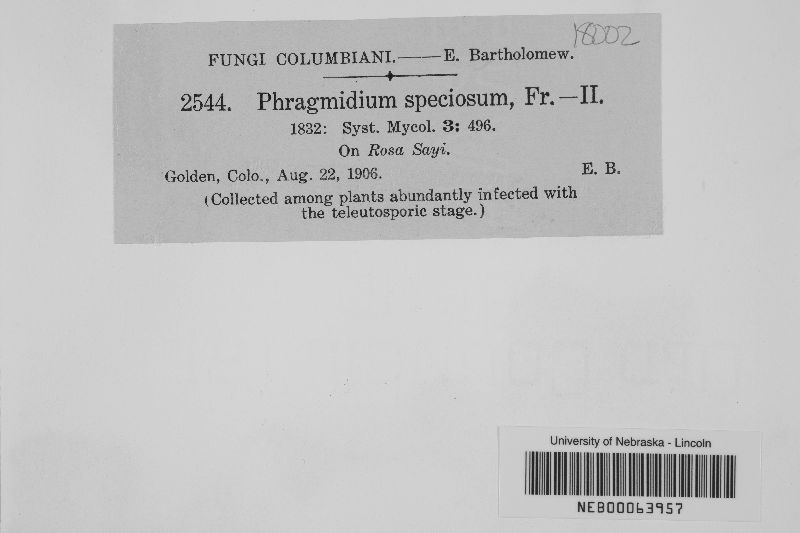 18002
FUNGI COLUMBIANI.——E. Bartholomew.
2544. Phragmidium speciosum, Fr.—II.
1832: Syst. Mycol. 3: 496.
On Rosa Sayi.
Golden, Colo., Aug. 22, 1906. E. B.
(Collected among plants abundantly infected with
the teleutosporic stage.)
University of Nebraska - Lincoln
NEB00063957